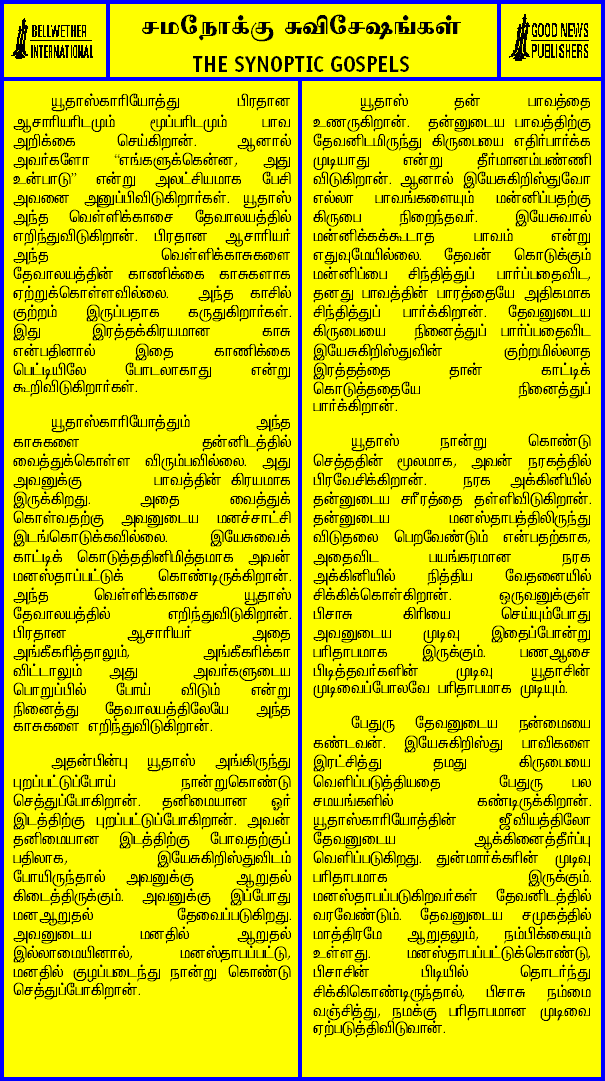 BELLWETHER
INTERNATIONAL
சமநோக்கு சுவிசேஷங்கள்
THE SYNOPTIC GOSPELS
GOOD NEWS
PUBLISHERS
யூதாஸ்காரியோத்து பிரதான
ஆசாரியரிடமும் மூப்பரிடமும் பாவ
அறிக்கை செய்கிறான். ஆனால்
அவர்களோ “எங்களுக்கென்ன, அது
உன்பாடு” என்று அலட்சியமாக பேசி
அவனை அனுப்பிவிடுகிறார்கள். யூதாஸ்
அந்த வெள்ளிக்காசை தேவாலயத்தில்
எறிந்துவிடுகிறான். பிரதான ஆசாரியர்
அந்த வெள்ளிக்காசுகளை
தேவாலயத்தின் காணிக்கை காசுகளாக
ஏற்றுக்கொள்ளவில்லை. அந்த காசில்
குற்றம் இருப்பதாக கருதுகிறார்கள்.
இது இரத்தக்கிரயமான காசு
என்பதினால் இதை காணிக்கை
பெட்டியிலே போடலாகாது என்று
கூறிவிடுகிறார்கள்.
யூதாஸ்காரியோத்தும் அந்த
காசுகளை தன்னிடத்தில்
வைத்துக்கொள்ள விரும்பவில்லை. அது
அவனுக்கு பாவத்தின் கிரயமாக
இருக்கிறது. அதை வைத்துக்
கொள்வதற்கு அவனுடைய மனச்சாட்சி
இடங்கொடுக்கவில்லை. இயேசுவைக்
காட்டிக் கொடுத்ததினிமித்தமாக அவன்
மனஸ்தாபப்பட்டுக் கொண்டிருக்கிறான்.
அந்த வெள்ளிக்காசை யூதாஸ்
தேவாலயத்தில் எறிந்துவிடுகிறான்.
பிரதான ஆசாரியர் அதை
அங்கீகரித்தாலும், அங்கீகரிக்கா
விட்டாலும் அது அவர்களுடைய
பொறுப்பில் போய் விடும் என்று
நினைத்து தேவாலயத்திலேயே அந்த
காசுகளை எறிந்துவிடுகிறான்.
அதன்பின்பு யூதாஸ் அங்கிருந்து
புறப்பட்டுப்போய் நான்றுகொண்டு
செத்துப்போகிறான். தனிமையான ஓர்
இடத்திற்கு புறப்பட்டுப்போகிறான். அவன்
தனிமையான இடத்திற்கு போவதற்குப்
பதிலாக, இயேசுகிறிஸ்துவிடம்
போயிருந்தால் அவனுக்கு ஆறுதல்
கிடைத்திருக்கும். அவனுக்கு இப்போது
மனஆறுதல் தேவைப்படுகிறது.
அவனுடைய மனதில் ஆறுதல்
இல்லாமையினால், மனஸ்தாபப்பட்டு,
மனதில் குழப்படைந்து நான்று கொண்டு
செத்துப்போகிறான்.
யூதாஸ் தன் பாவத்தை
உணருகிறான். தன்னுடைய பாவத்திற்கு
தேவனிடமிருந்து கிருபையை எதிர்பார்க்க
முடியாது என்று தீர்மானம்பண்ணி
விடுகிறான். ஆனால் இயேசுகிறிஸ்துவோ
எல்லா பாவங்களையும் மன்னிப்பதற்கு
கிருபை நிறைந்தவர். இயேசுவால்
மன்னிக்கக்கூடாத பாவம் என்று
எதுவுமேயில்லை. தேவன் கொடுக்கும்
மன்னிப்பை சிந்தித்துப் பார்ப்பதைவிட,
தனது பாவத்தின் பாரத்தையே அதிகமாக
சிந்தித்துப் பார்க்கிறான். தேவனுடைய
கிருபையை நினைத்துப் பார்ப்பதைவிட
இயேசுகிறிஸ்துவின் குற்றமில்லாத
இரத்தத்தை தான் காட்டிக்
கொடுத்ததையே நினைத்துப்
பார்க்கிறான்.
யூதாஸ் நான்று கொண்டு
செத்ததின் மூலமாக, அவன் நரகத்தில்
பிரவேசிக்கிறான். நரக அக்கினியில்
தன்னுடைய சரீரத்தை தள்ளிவிடுகிறான்.
தன்னுடைய மனஸ்தாபத்திலிருந்து
விடுதலை பெறவேண்டும் என்பதற்காக,
அதைவிட பயங்கரமான நரக
அக்கினியில் நித்திய வேதனையில்
சிக்கிக்கொள்கிறான். ஒருவனுக்குள்
பிசாசு கிரியை செய்யும்போது
அவனுடைய முடிவு இதைப்போன்று
பரிதாபமாக இருக்கும். பணஆசை
பிடித்தவர்களின் முடிவு யூதாசின்
முடிவைப்போலவே பரிதாபமாக முடியும்.
பேதுரு தேவனுடைய நன்மையை
கண்டவன். இயேசுகிறிஸ்து பாவிகளை
இரட்சித்து தமது கிருபையை
வெளிப்படுத்தியதை பேதுரு பல
சமயங்களில் கண்டிருக்கிறான்.
யூதாஸ்காரியோத்தின் ஜீவியத்திலோ
தேவனுடைய ஆக்கினைத்தீர்ப்பு
வெளிப்படுகிறது. துன்மார்க்கரின் முடிவு
பரிதாபமாக இருக்கும்.
மனஸ்தாபப்படுகிறவர்கள் தேவனிடத்தில்
வரவேண்டும். தேவனுடைய சமுகத்தில்
மாத்திரமே ஆறுதலும், நம்பிக்கையும்
உள்ளது. மனஸ்தாபப்பட்டுக்கொண்டு,
பிசாசின் பிடியில் தொடர்ந்து
சிக்கிகொண்டிருந்தால், பிசாசு நம்மை
வஞ்சித்து, நமக்கு பரிதாபமான முடிவை
ஏற்படுத்திவிடுவான்.